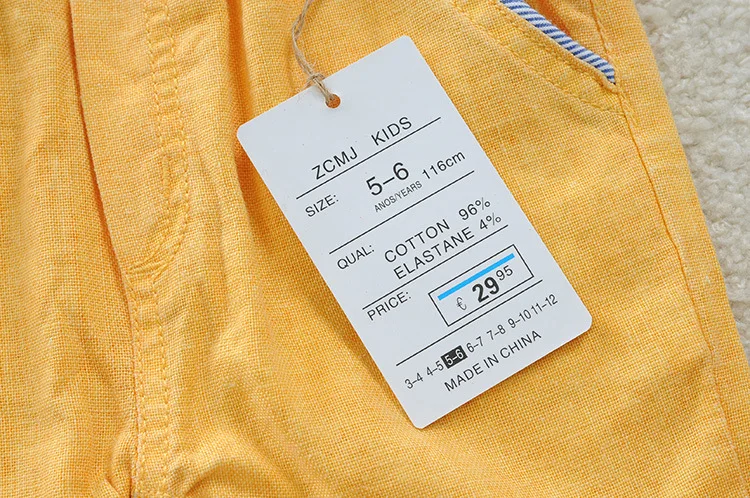 ZCMJ KIDS
SIZE: 5-6 116cm
ANOS/YEARS
QUAL: COTTON 96%
ELASTANE 4%
PRICE: € 29 95
3-4 4-5 5-6 6-7 7-8 9-10 11-12
MADE IN CHINA